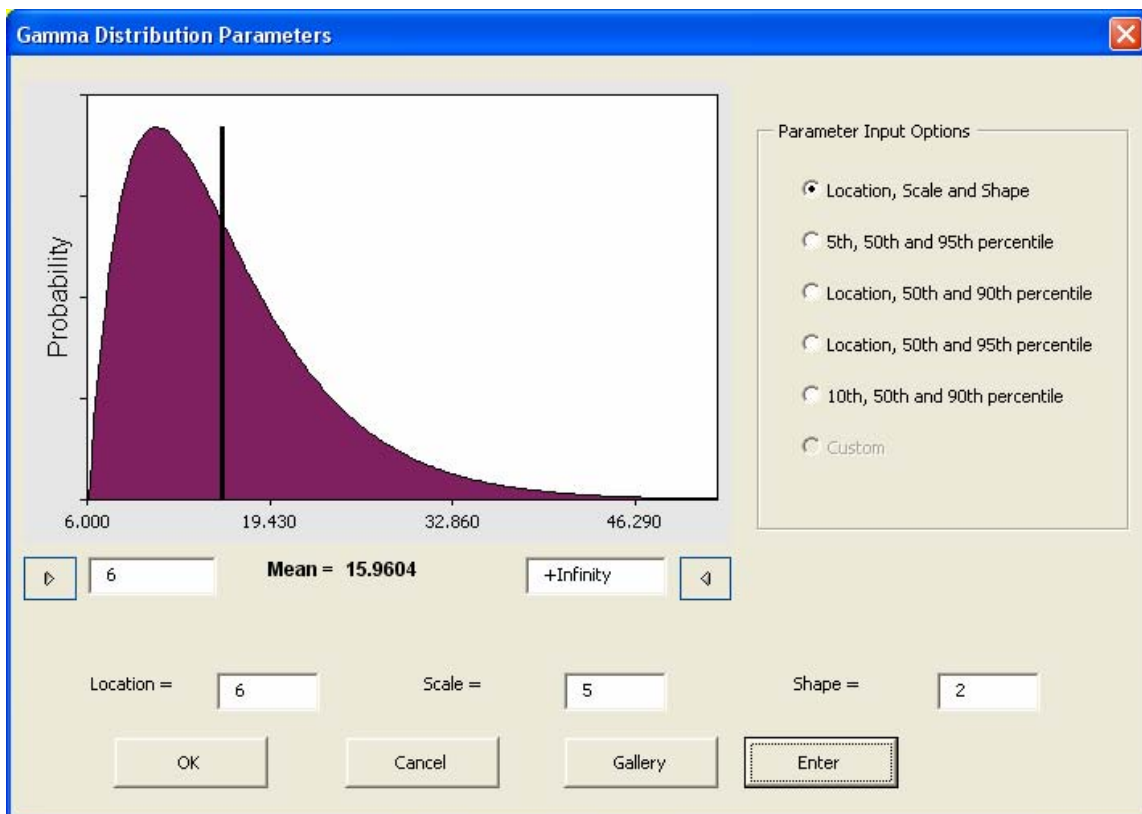 Gamma Distribution Parameters
Probability
6.000 19.430 32.860 46.290
6 Mean = 15.9604 +Infinity
Parameter Input Options
Location, Scale and Shape
5th, 50th and 95th percentile
Location, 50th and 90th percentile
Location, 50th and 95th percentile
10th, 50th and 90th percentile
Custom
Location = 6 Scale = 5 Shape = 2
OK Cancel Gallery Enter